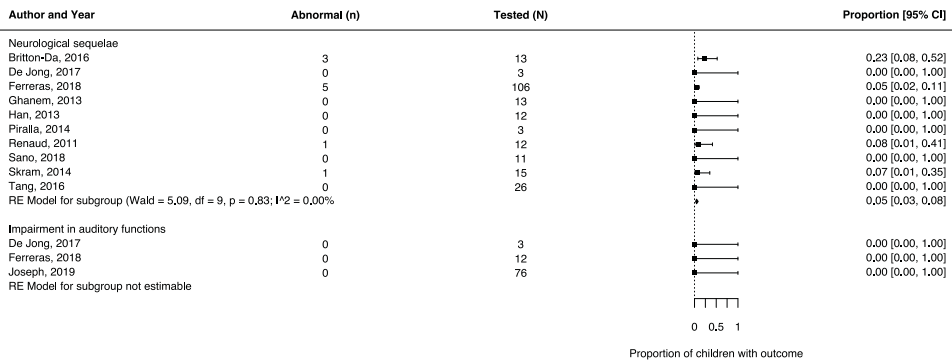 Author and Year Abnormal (n) Tested (N) Proportion [95% CI]
Neurological sequelae
Britton-Da, 2016 3 13 0.23 [0.08, 0.52]
De Jong, 2017 0 3 0.00 [0.00, 1.00]
Ferreras, 2018 5 106 0.05 [0.02, 0.11]
Ghanem, 2013 0 13 0.00 [0.00, 1.00]
Han, 2013 0 12 0.00 [0.00, 1.00]
Piralla, 2014 0 3 0.00 [0.00, 1.00]
Renaud, 2011 1 12 0.08 [0.01, 0.41]
Sano, 2018 0 11 0.00 [0.00, 1.00]
Skram, 2014 1 15 0.07 [0.01, 0.35]
Tang, 2016 0 26 0.00 [0.00, 1.00]
RE Model for subgroup (Wald = 5.09, df = 9, p = 0.83; I^2 = 0.00% 0.05 [0.03, 0.08]
Impairment in auditory functions
De Jong, 2017 0 3 0.00 [0.00, 1.00]
Ferreras, 2018 0 12 0.00 [0.00, 1.00]
Joseph, 2019 0 76 0.00 [0.00, 1.00]
RE Model for subgroup not estimable
0 0.5 1
Proportion of children with outcome